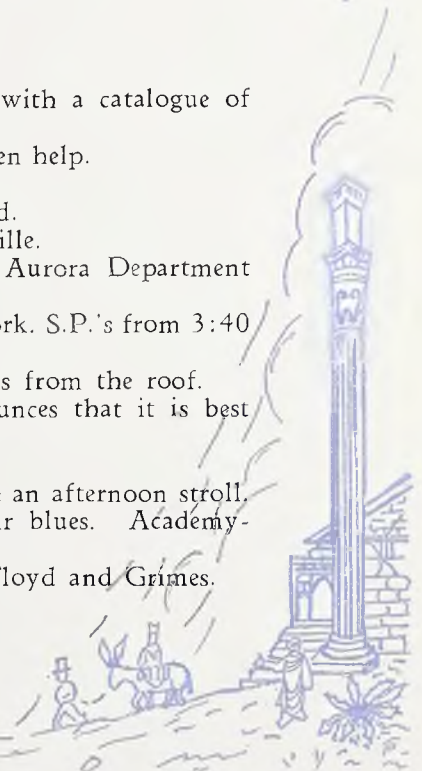 with a catalogue of
en help.
d.
ille.
Aurora Department
rk. S.P.'s from 3:40
s from the roof.
unces that it is best
an afternoon stroll.
r blues. Academy-
loyd and Grimes.